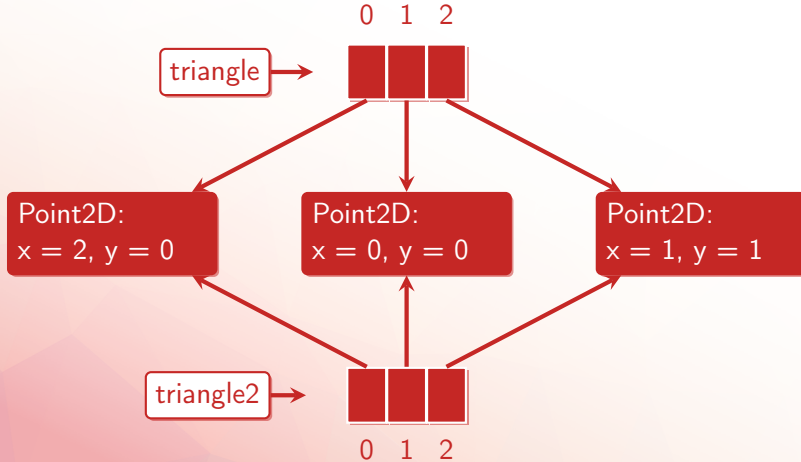 0 1 2
triangle
Point2D:
x = 2, y = 0
Point2D:
x = 0, y = 0
Point2D:
x = 1, y = 1
triangle2
0 1 2